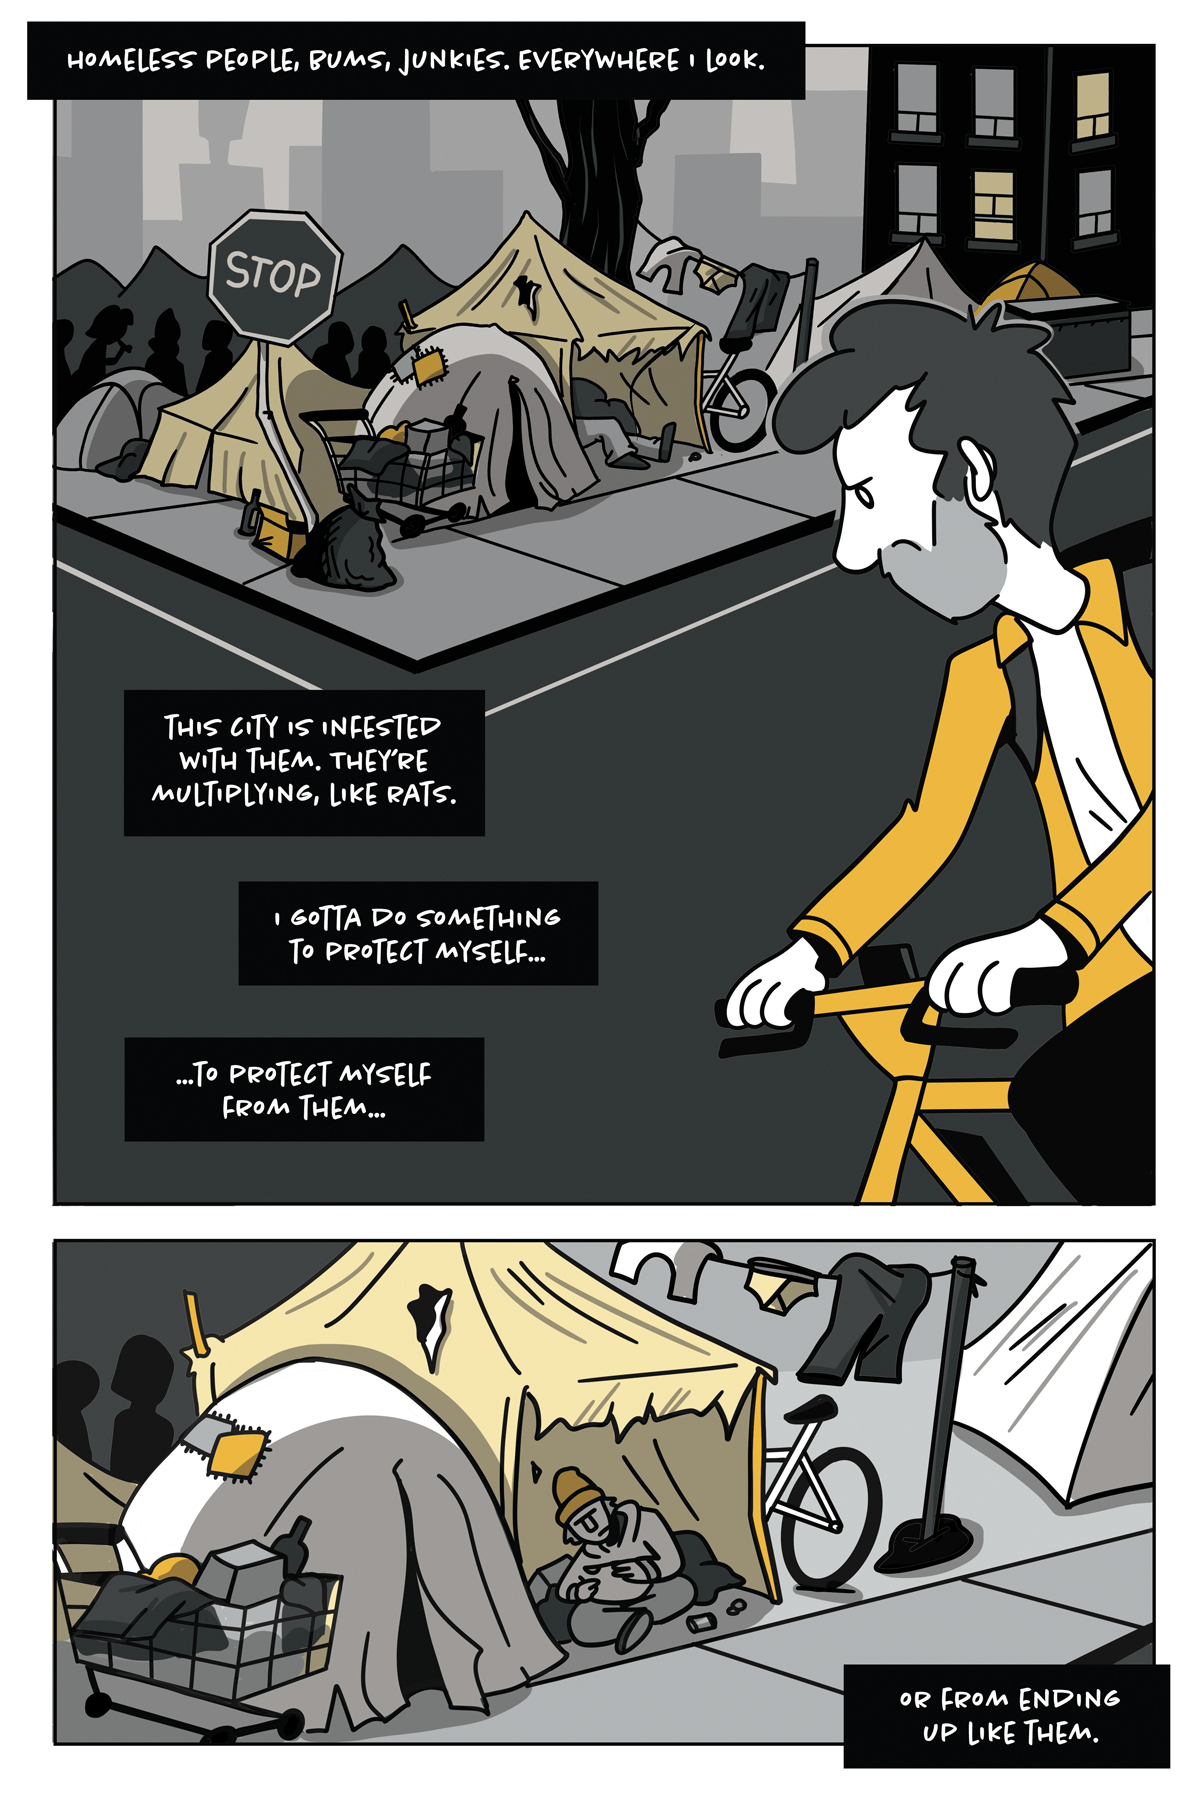 HOMELESS PEOPLE, BUMS, JUNKIES. EVERYWHERE I LOOK.
STOP
THIS CITY IS INFESTED
WITH THEM. THEY'RE
MULTIPLYING, LIKE RATS.
I GOTTA DO SOMETHING
TO PROTECT MYSELF...
...TO PROTECT MYSELF
FROM THEM...
OR FROM ENDING
UP LIKE THEM.